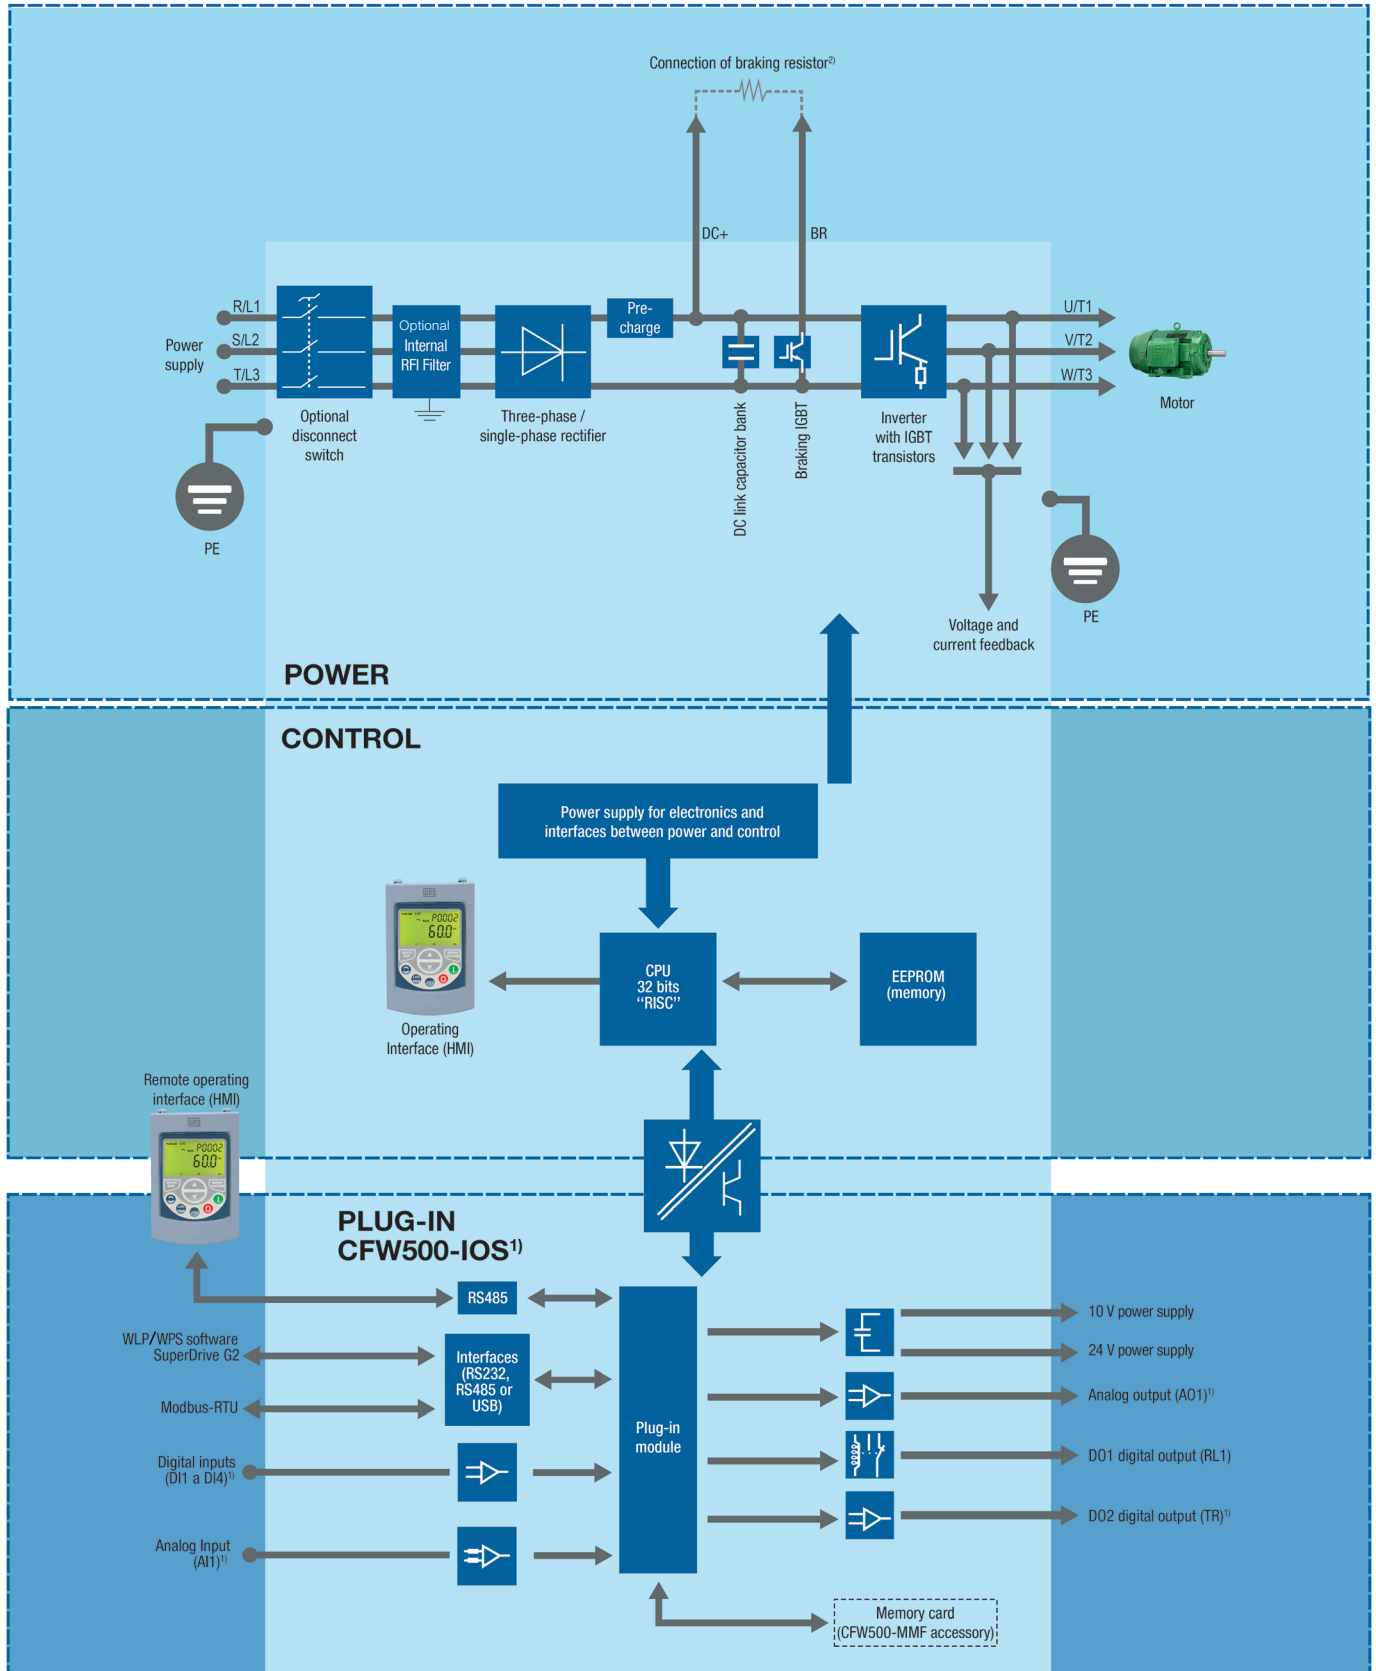 Connection of braking resistor²⁾
DC+
BR
R/L1
S/L2
T/L3
Power
supply
Optional
Internal
RFI Filter
Pre-
charge
U/T1
V/T2
W/T3
Motor
Optional
disconnect
switch
Three-phase /
single-phase rectifier
DC link capacitor bank
Braking IGBT
Inverter
with IGBT
transistors
PE
PE
Voltage and
current feedback
POWER
CONTROL
Power supply for electronics and
interfaces between power and control
P0002
60.0
CPU
32 bits
“RISC”
EEPROM
(memory)
Operating
Interface (HMI)
Remote operating
interface (HMI)
P0002
60.0
PLUG-IN
CFW500-IOS¹⁾
RS485
WLP/WPS software
SuperDrive G2
Interfaces
(RS232,
RS485 or
USB)
Modbus-RTU
Digital inputs
(DI1 a DI4)¹⁾
Analog Input
(AI1)¹⁾
Plug-in
module
10 V power supply
24 V power supply
Analog output (AO1)¹⁾
DO1 digital output (RL1)
DO2 digital output (TR)¹⁾
Memory card
(CFW500-MMF accessory)